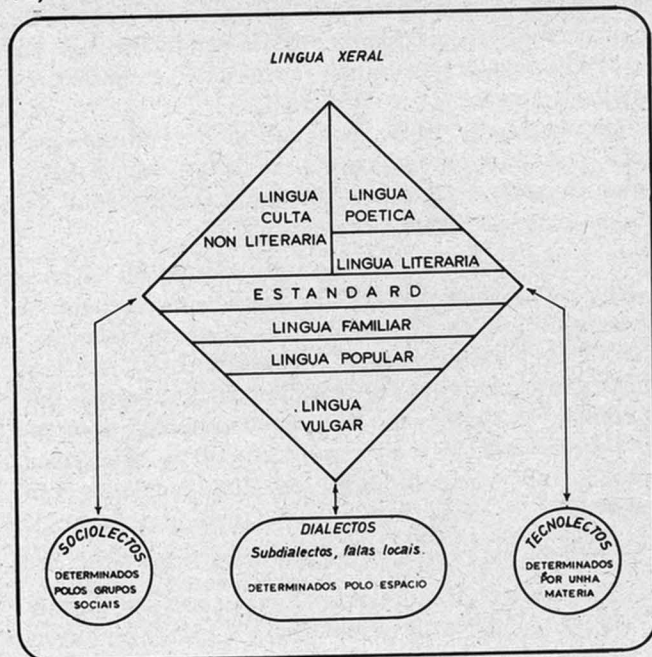 LINGUA XERAL
LINGUA
CULTA
NON LITERARIA
LINGUA
POETICA
LINGUA LITERARIA
ESTANDARD
LINGUA FAMILIAR
LINGUA POPULAR
LINGUA
VULGAR
SOCIOLECTOS
DETERMINADOS
POLOS GRUPOS
SOCIAIS
DIALECTOS
Subdialectos, falas locais.
DETERMINADOS POLO ESPACIO
TECNOLECTOS
DETERMINADOS
POR UNHA
MATERIA